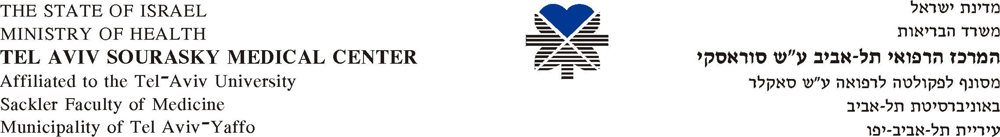 THE STATE OF ISRAEL
MINISTRY OF HEALTH
TEL AVIV SOURASKY MEDICAL CENTER
Affiliated to the Tel-Aviv University
Sackler Faculty of Medicine
Municipality of Tel Aviv-Yaffo
מדינת ישראל
משרד הבריאות
המרכז הרפואי תל-אביב ע"ש סוראסקי
מסונף לפקולטה לרפואה ע"ש סאקלר
באוניברסיטת תל-אביב
עיריית תל-אביב-יפו